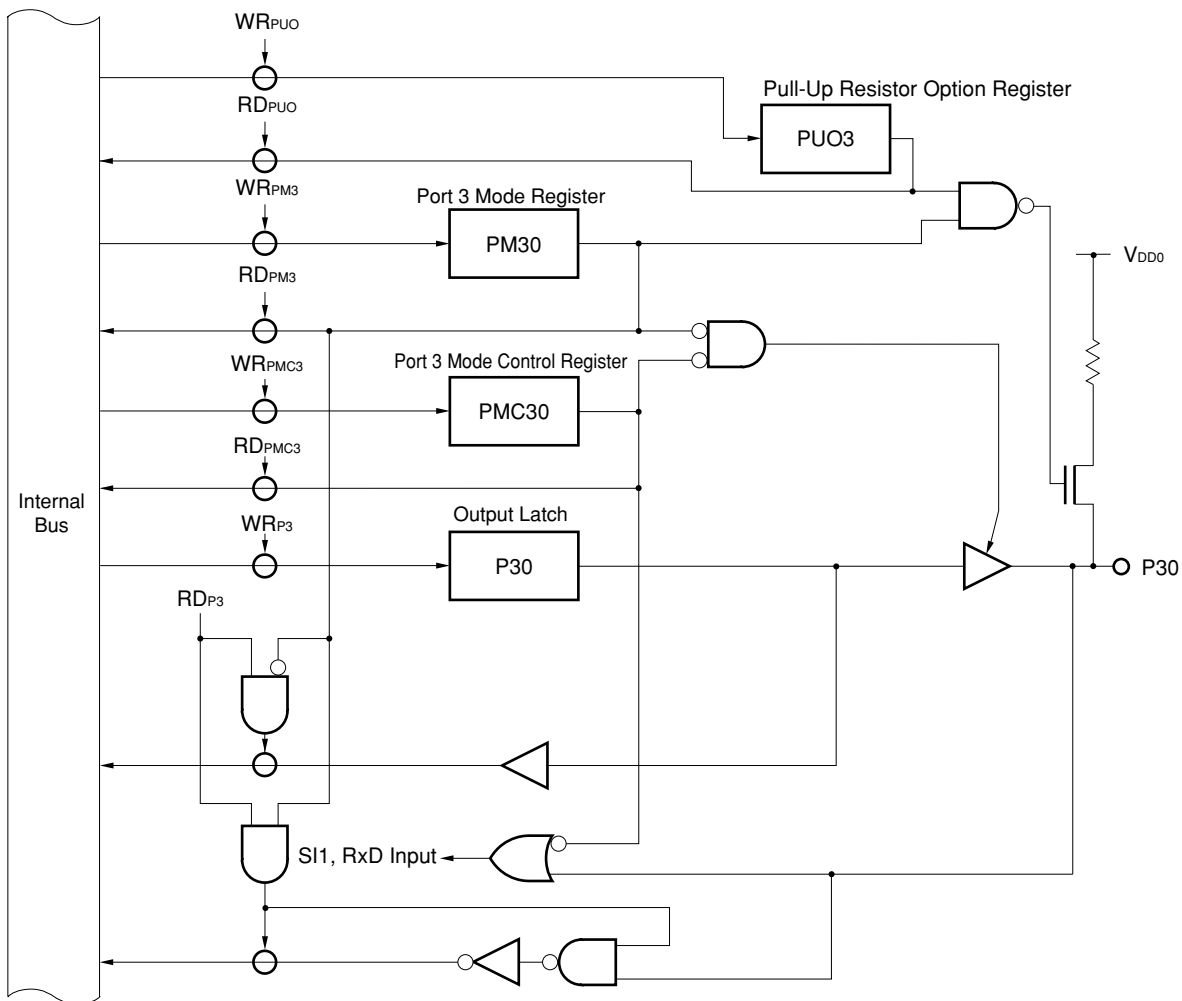 WRPUO
RDPUO
Pull-Up Resistor Option Register
PUO3
WRPM3
Port 3 Mode Register
PM30
RDPM3
VDD0
WRPMC3
Port 3 Mode Control Register
PMC30
RDPMC3
Internal
Bus
WRP3
Output Latch
P30
P30
RDP3
SI1, RxD Input